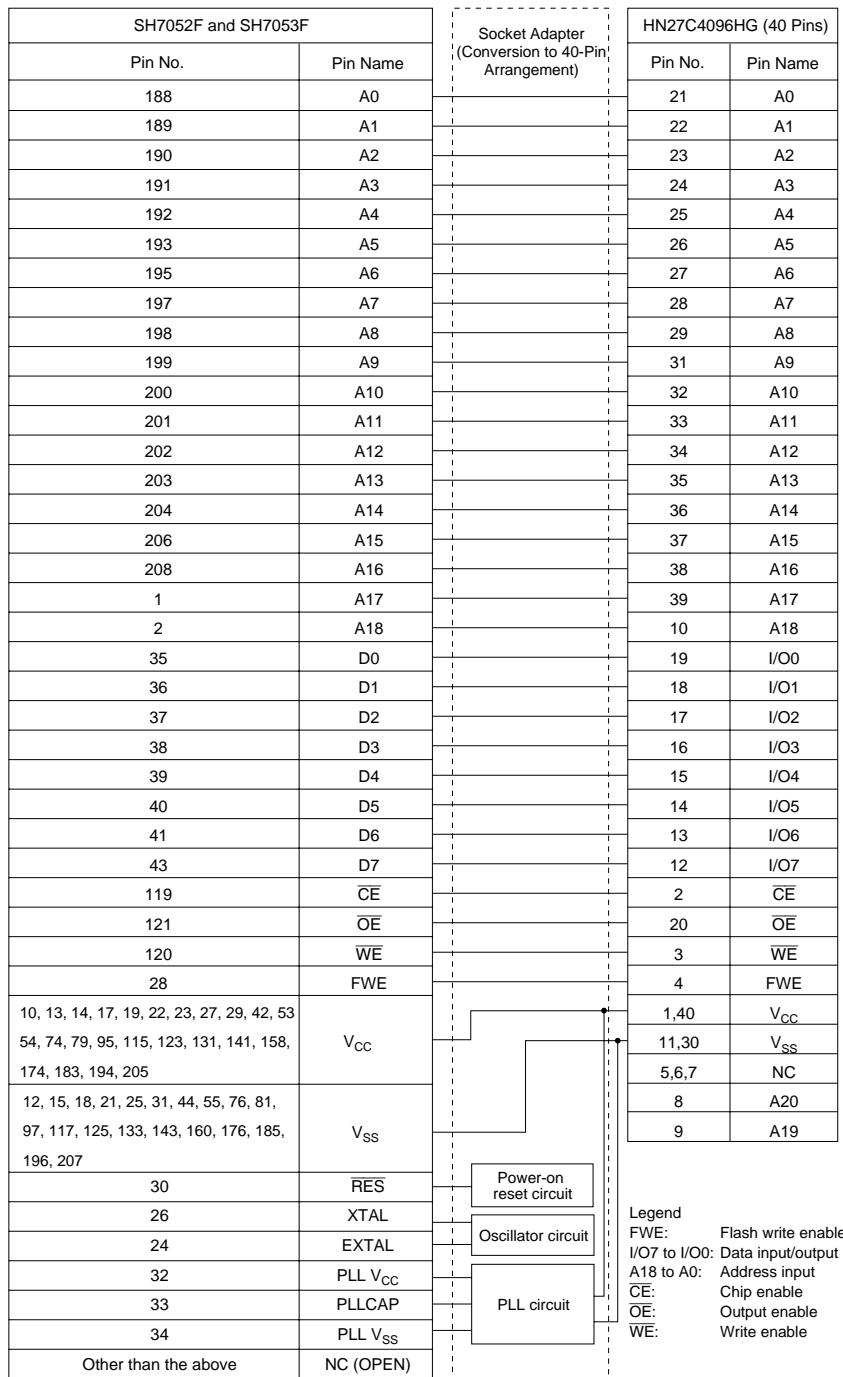 SH7052F and SH7053F
Socket Adapter
(Conversion to 40-Pin
Arrangement)
HN27C4096HG (40 Pins)
Pin No. Pin Name Pin No. Pin Name
188 A0 21 A0
189 A1 22 A1
190 A2 23 A2
191 A3 24 A3
192 A4 25 A4
193 A5 26 A5
195 A6 27 A6
197 A7 28 A7
198 A8 29 A8
199 A9 31 A9
200 A10 32 A10
201 A11 33 A11
202 A12 34 A12
203 A13 35 A13
204 A14 36 A14
206 A15 37 A15
208 A16 38 A16
1 A17 39 A17
2 A18 10 A18
35 D0 19 I/O0
36 D1 18 I/O1
37 D2 17 I/O2
38 D3 16 I/O3
39 D4 15 I/O4
40 D5 14 I/O5
41 D6 13 I/O6
43 D7 12 I/O7
119 C̅E̅ 2 C̅E̅
121 O̅E̅ 20 O̅E̅
120 W̅E̅ 3 W̅E̅
28 FWE 4 FWE
10, 13, 14, 17, 19, 22, 23, 27, 29, 42, 53
54, 74, 79, 95, 115, 123, 131, 141, 158,
174, 183, 194, 205
VCC
1,40 VCC
11,30 VSS
5,6,7 NC
8 A20
9 A19
12, 15, 18, 21, 25, 31, 44, 55, 76, 81,
97, 117, 125, 133, 143, 160, 176, 185,
196, 207
VSS
30 R̅E̅S̅
Power-on
reset circuit
26 XTAL
24 EXTAL
Oscillator circuit
32 PLL VCC
33 PLLCAP
34 PLL VSS
PLL circuit
Other than the above NC (OPEN)
Legend
FWE: Flash write enable
I/O7 to I/O0: Data input/output
A18 to A0: Address input
C̅E̅: Chip enable
O̅E̅: Output enable
W̅E̅: Write enable